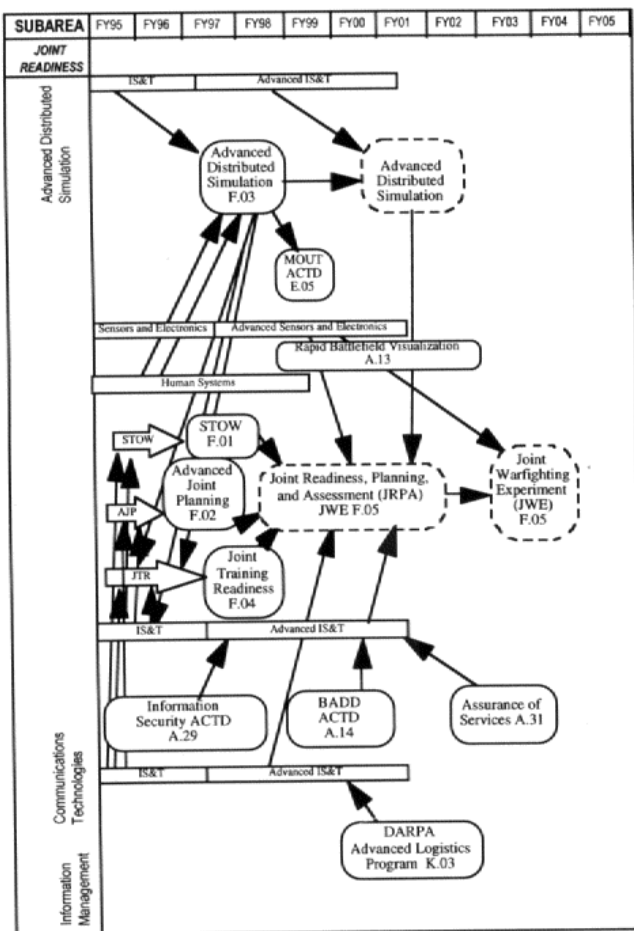 SUBAREA FY95 FY96 FY97 FY98 FY99 FY00 FY01 FY02 FY03 FY04 FY05
JOINT
READINESS
IS&T Advanced IS&T
Advanced Distributed
Simulation
Advanced
Distributed
Simulation
F.03
Advanced
Distributed
Simulation
MOUT
ACTD
E.05
Sensors and Electronics Advanced Sensors and Electronics
Rapid Battlefield Visualization
A.13
Human Systems
STOW
STOW
F.01
Advanced
Joint
Planning
F.02
AJP
Joint Readiness, Planning,
and Assessment (JRPA)
JWE F.05
Joint
Warfighting
Experiment
(JWE)
F.05
JTR
Joint
Training
Readiness
F.04
IS&T Advanced IS&T
Information
Security ACTD
A.29
BADD
ACTD
A.14
Assurance of
Services A.31
Communications
Technologies
IS&T Advanced IS&T
DARPA
Advanced Logistics
Program K.03
Information
Management